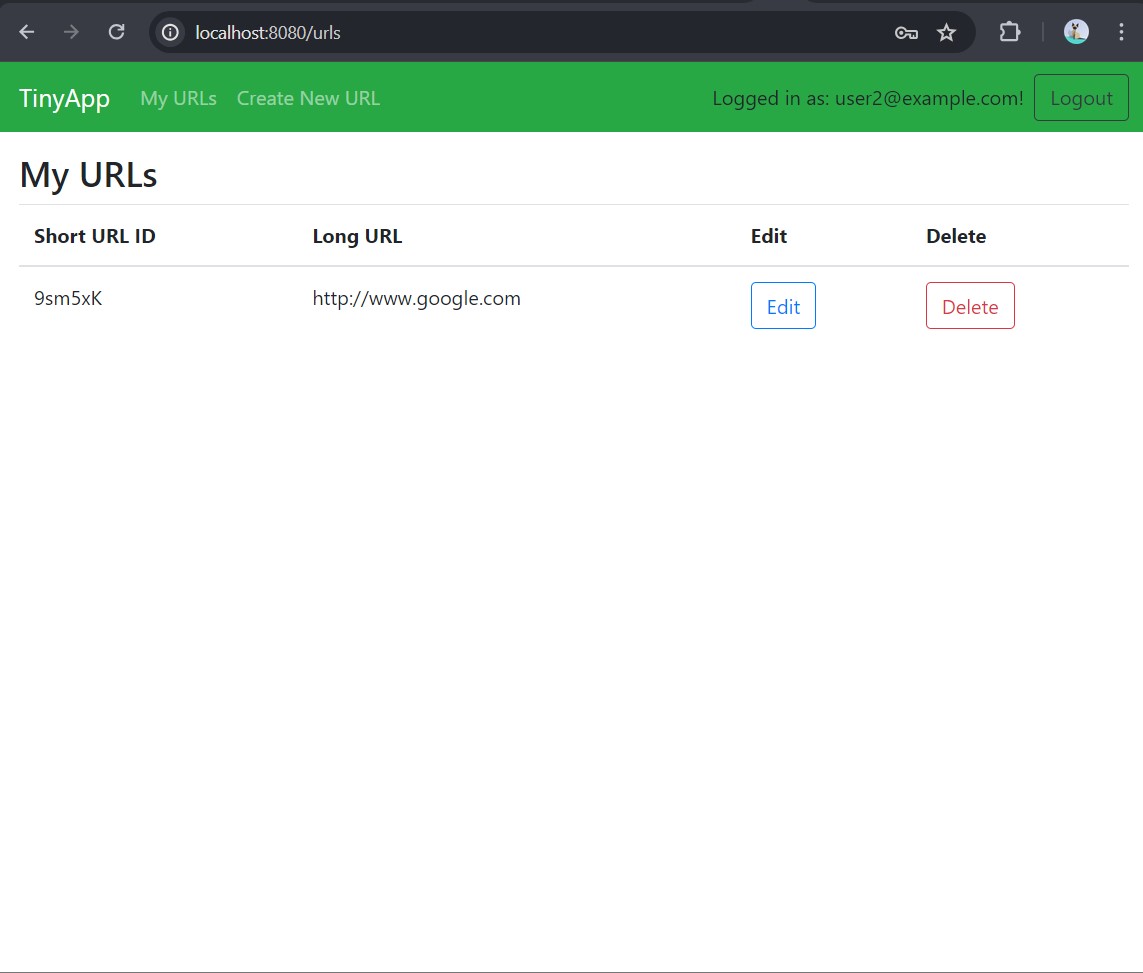 localhost:8080/urls
TinyApp My URLs Create New URL Logged in as: user2@example.com! Logout
My URLs
Short URL ID Long URL Edit Delete
9sm5xK http://www.google.com Edit Delete